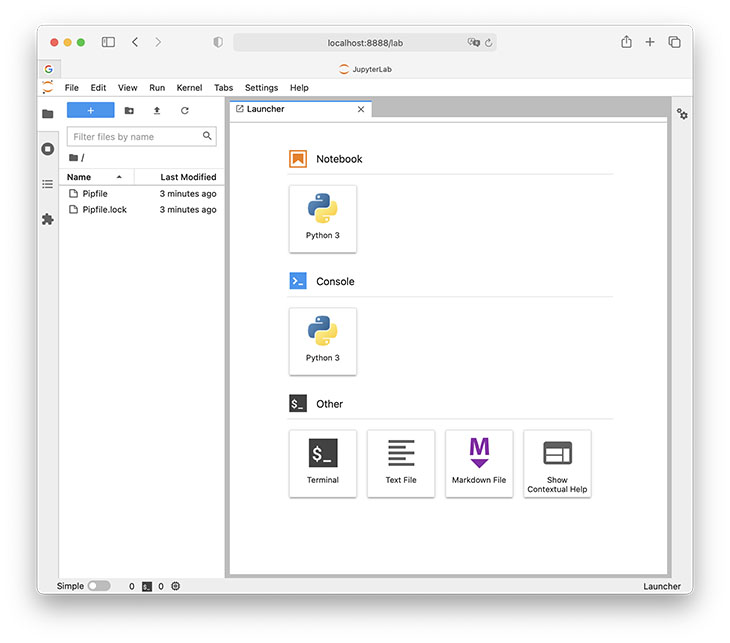 localhost:8888/lab
G
JupyterLab
File Edit View Run Kernel Tabs Settings Help
+
Launcher
Filter files by name
/
Name Last Modified
Pipfile 3 minutes ago
Pipfile.lock 3 minutes ago
Notebook
Python 3
Console
Python 3
$_ Other
$_
Terminal
Text File
M
Markdown File
Show
Contextual Help
Simple 0 $_ 0 Launcher